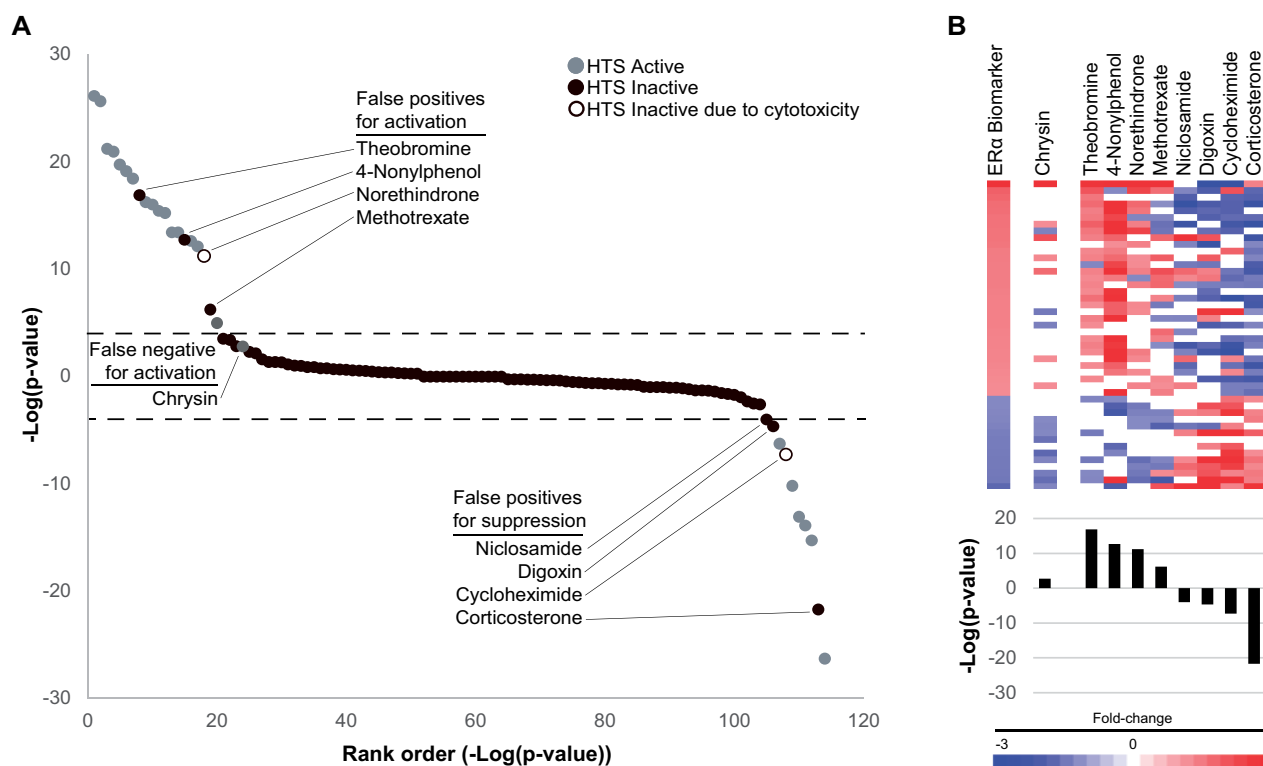 A
30
20
10
0
-10
-20
-30
-Log(p-value)
0
20
40
60
80
100
120
Rank order (-Log(p-value))
HTS Active
HTS Inactive
HTS Inactive due to cytotoxicity
False positives
for activation
Theobromine
4-Nonylphenol
Norethindrone
Methotrexate
False negative
for activation
Chrysin
False positives
for suppression
Niclosamide
Digoxin
Cycloheximide
Corticosterone
B
ERα Biomarker
Chrysin
Theobromine
4-Nonylphenol
Norethindrone
Methotrexate
Niclosamide
Digoxin
Cycloheximide
Corticosterone
20
10
0
-10
-20
-30
-Log(p-value)
Fold-change
-3
0